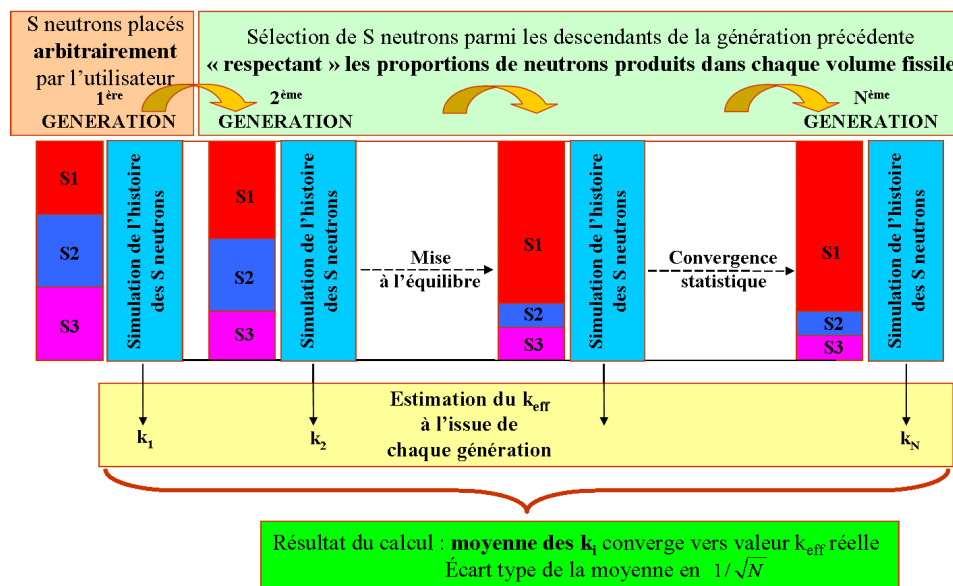 S neutrons placés
arbitrairement
par l'utilisateur
1ère
GENERATION
Sélection de S neutrons parmi les descendants de la génération précédente
« respectant » les proportions de neutrons produits dans chaque volume fissile
2ème
GENERATION
Nème
GENERATION
S1
S2
S3
Simulation de l'histoire
des S neutrons
S1
S2
S3
Simulation de l'histoire
des S neutrons
Mise
à l'équilibre
S1
S2
S3
Simulation de l'histoire
des S neutrons
Convergence
statistique
S1
S2
S3
Simulation de l'histoire
des S neutrons
Estimation du keff
à l'issue de
chaque génération
k1
k2
kN
Résultat du calcul : moyenne des ki converge vers valeur keff réelle
Écart type de la moyenne en 1/√N